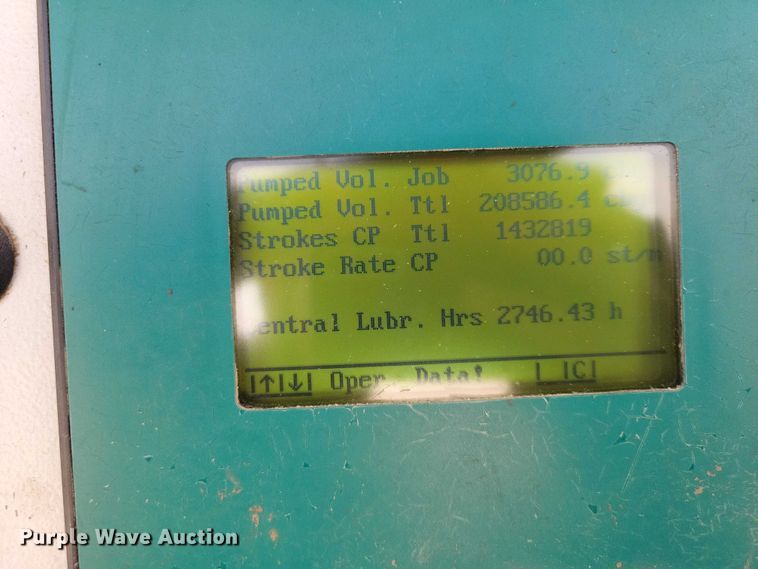 Pumped Vol. Job 3076.9
Pumped Vol. Ttl 208586.4
Strokes CP Ttl 1432819
Stroke Rate CP 00.0 st/m
Central Lubr. Hrs 2746.43 h
|↑|↓| Oper. Data! | |C|
Purple Wave Auction